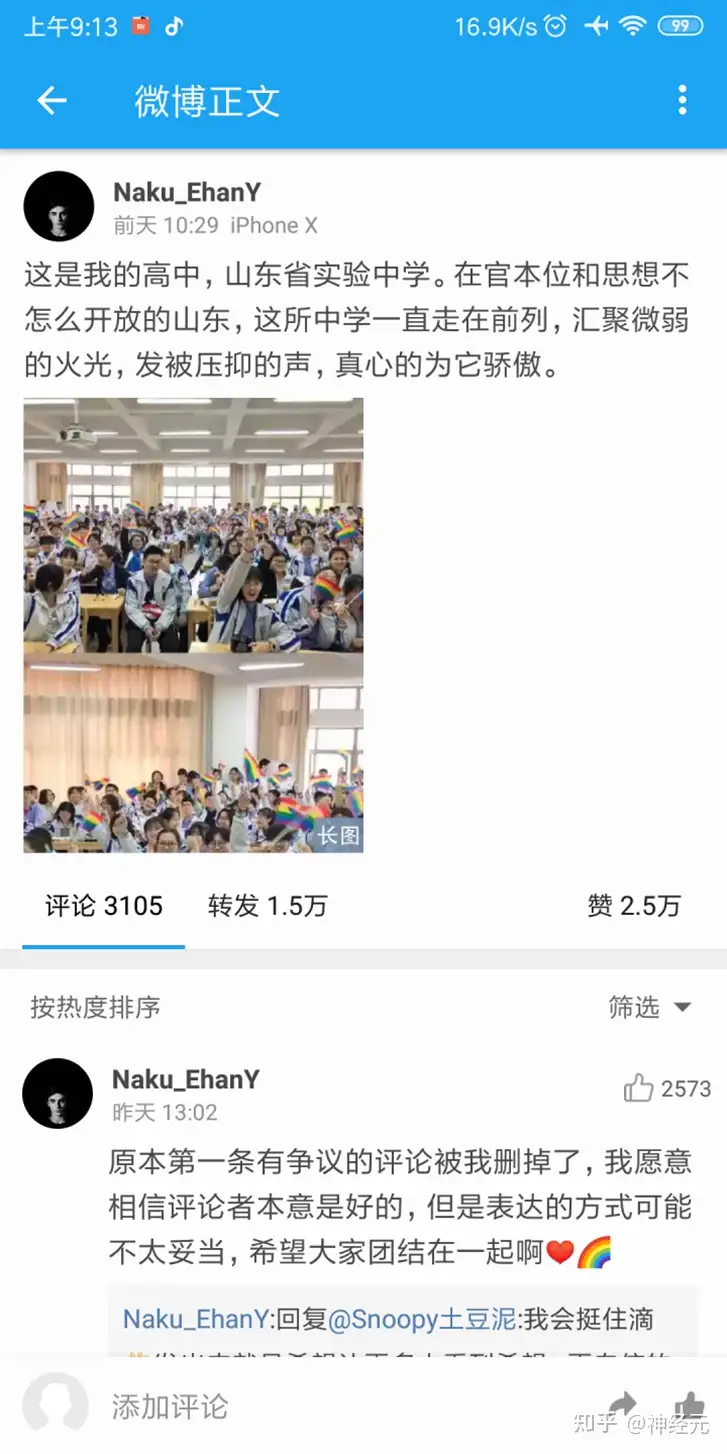 上午9:13
16.9K/s
99
微博正文
Naku_EhanY
前天 10:29 iPhone X
这是我的高中，山东省实验中学。在官本位和思想不
怎么开放的山东，这所中学一直走在前列，汇聚微弱
的火光，发被压抑的声，真心的为它骄傲。
长图
评论 3105 转发 1.5万 赞 2.5万
按热度排序 筛选
Naku_EhanY
2573
昨天 13:02
原本第一条有争议的评论被我删掉了，我愿意
相信评论者本意是好的，但是表达的方式可能
不太妥当，希望大家团结在一起啊❤️🌈
Naku_EhanY:回复@Snoopy土豆泥:我会挺住滴
添加评论
知乎 @神经元